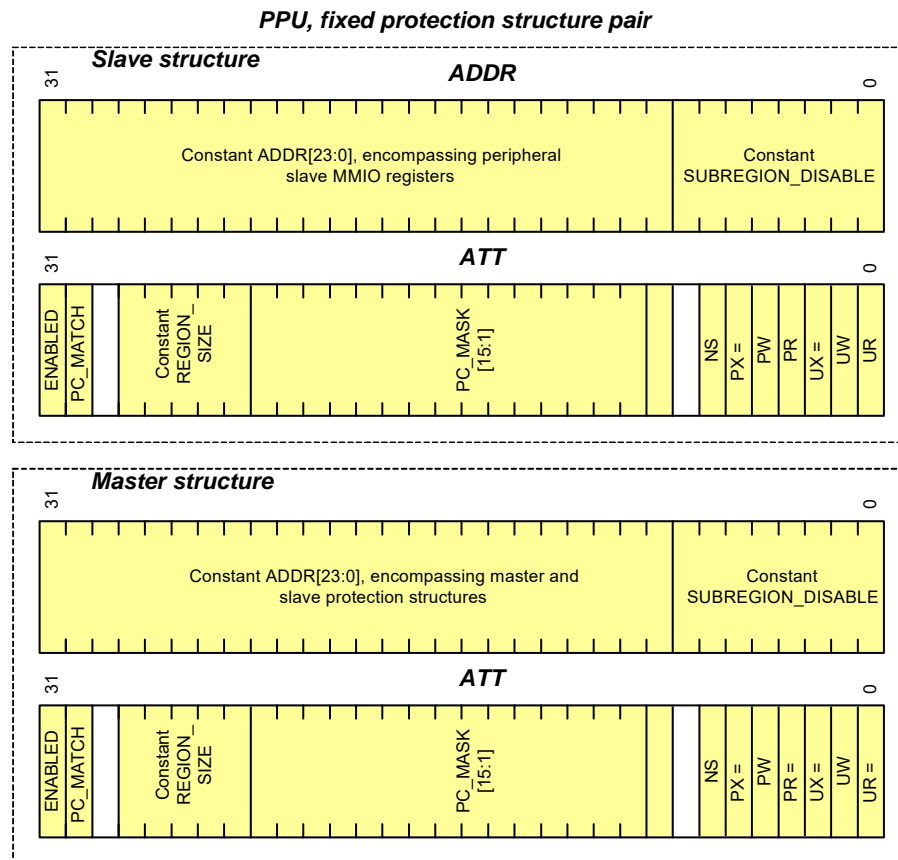 PPU, fixed protection structure pair
Slave structure
ADDR
31
0
Constant ADDR[23:0], encompassing peripheral
slave MMIO registers
Constant
SUBREGION_DISABLE
ATT
31
0
ENABLED
PC_MATCH
Constant
REGION_
SIZE
PC_MASK
[15:1]
NS
PX =
PW
PR
UX =
UW
UR
Master structure
31
0
Constant ADDR[23:0], encompassing master and
slave protection structures
Constant
SUBREGION_DISABLE
ATT
31
0
ENABLED
PC_MATCH
Constant
REGION_
SIZE
PC_MASK
[15:1]
NS
PX =
PW
PR =
UX =
UW
UR =